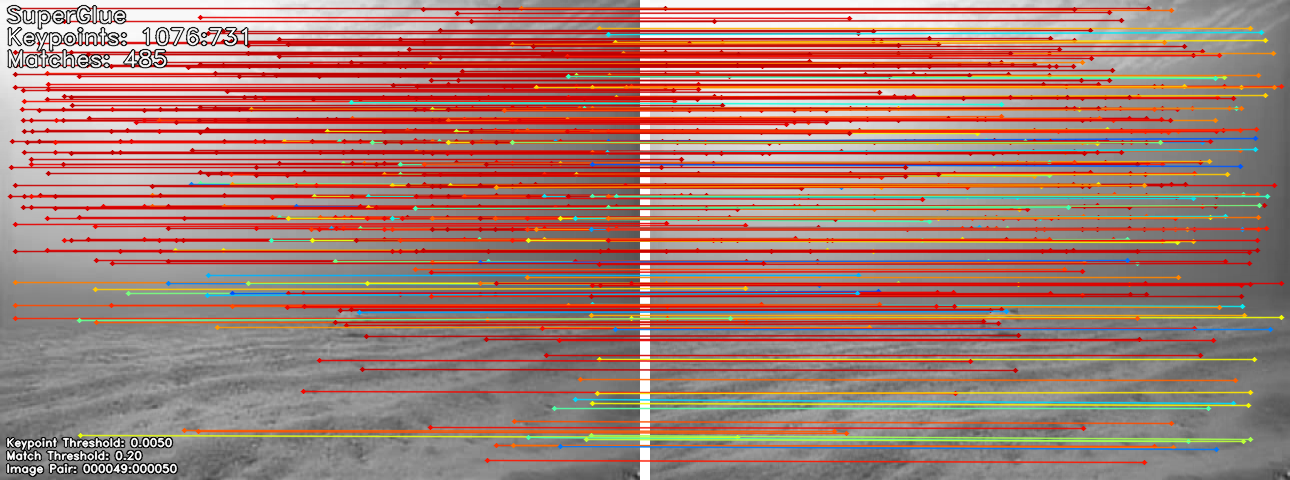 SuperGlue
Keypoints: 1076:731
Matches: 485
Keypoint Threshold: 0.0050
Match Threshold: 0.20
Image Pair: 000049:000050